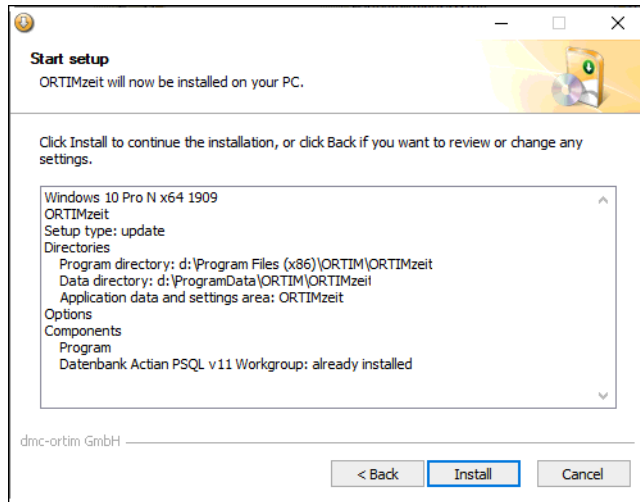 Start setup
ORTIMzeit will now be installed on your PC.
Click Install to continue the installation, or click Back if you want to review or change any
settings.
Windows 10 Pro N x64 1909
ORTIMzeit
Setup type: update
Directories
Program directory: d:\Program Files (x86)\ORTIM\ORTIMzeit
Data directory: d:\ProgramData\ORTIM\ORTIMzeit
Application data and settings area: ORTIMzeit
Options
Components
Program
Datenbank Actian PSQL v11 Workgroup: already installed
dmc-ortim GmbH
< Back
Install
Cancel